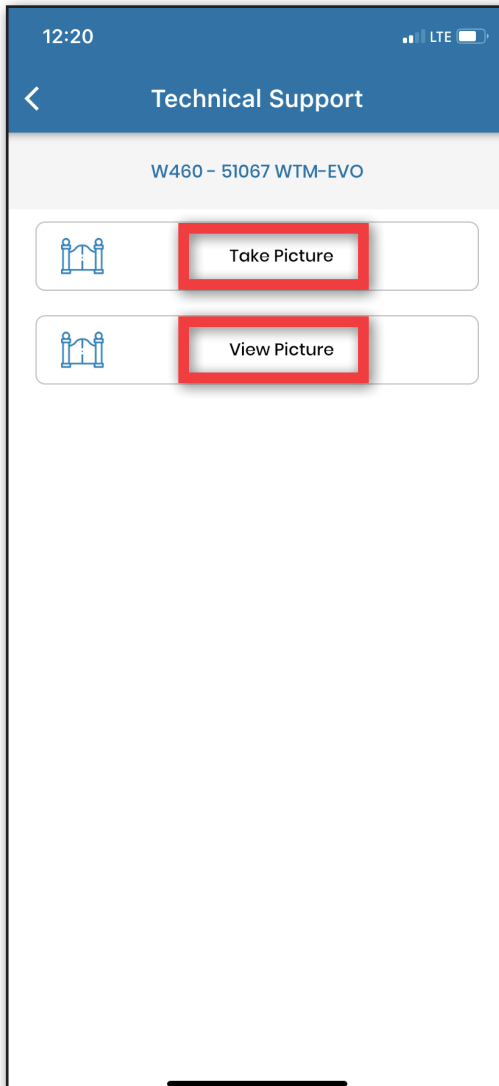 12:20 LTE
Technical Support
W460 - 51067 WTM-EVO
Take Picture
View Picture